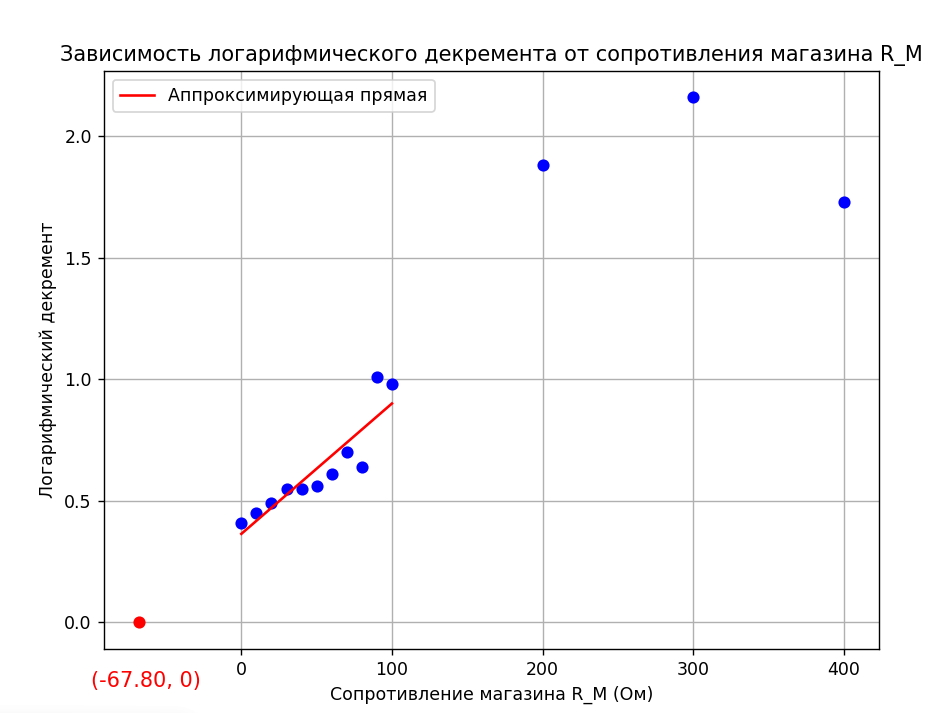 Зависимость логарифмического декремента от сопротивления магазина R_M
Аппроксимирующая прямая
Логарифмический декремент
2.0
1.5
1.0
0.5
0.0
0 100 200 300 400
(-67.80, 0)
Сопротивление магазина R_M (Ом)